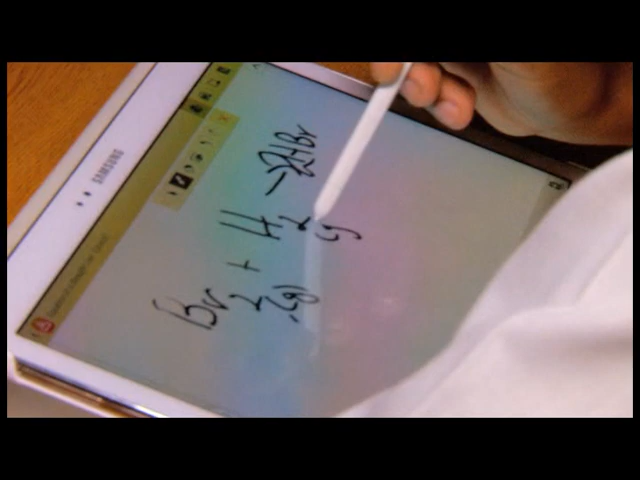 SAMSUNG
Br₂ + H₂ → 2HBr
(g) g